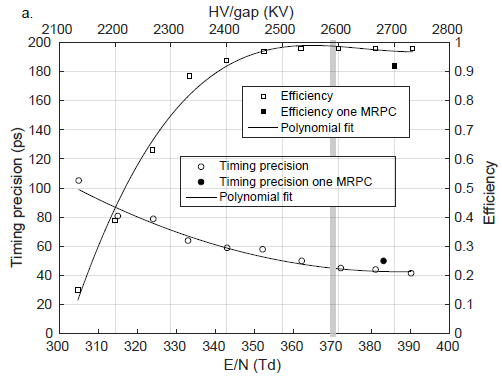 a.
HV/gap (KV)
2100 2200 2300 2400 2500 2600 2700 2800
200 1
180 0.9
160 0.8
140 0.7
120 0.6
100 0.5
80 0.4
60 0.3
40 0.2
20 0.1
0 0
Timing precision (ps)
Efficiency
Efficiency
Efficiency one MRPC
Polynomial fit
Timing precision
Timing precision one MRPC
Polynomial fit
300 310 320 330 340 350 360 370 380 390 400
E/N (Td)